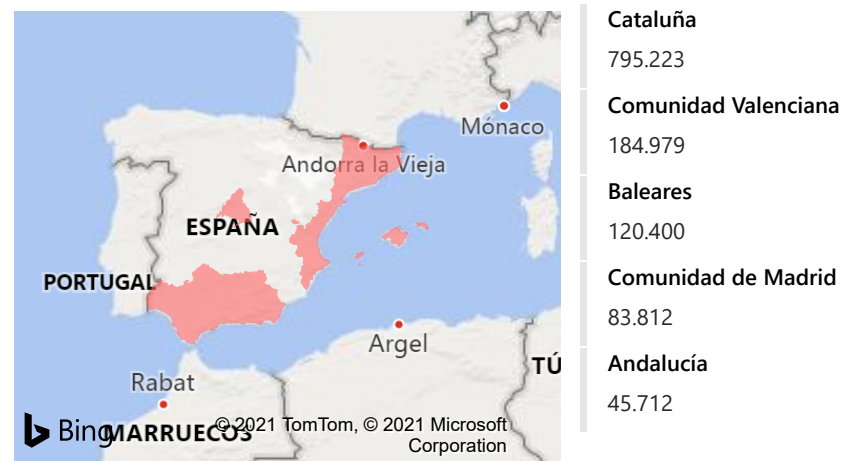 Mónaco
Andorra la Vieja
ESPAÑA
PORTUGAL
Argel
TÚ
Rabat
Bing
MARRUECOS
© 2021 TomTom, © 2021 Microsoft
Corporation
Cataluña
795.223
Comunidad Valenciana
184.979
Baleares
120.400
Comunidad de Madrid
83.812
Andalucía
45.712